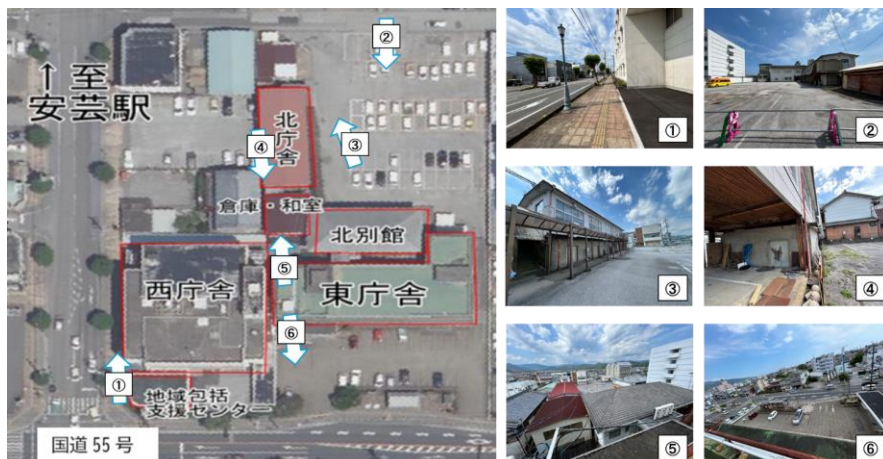 ↑至
安芸駅
②
北庁舎
④
③
倉庫・和室
北別館
⑤
西庁舎
東庁舎
⑥
①
地域包括
支援センター
国道55号
①
②
③
④
⑤
⑥